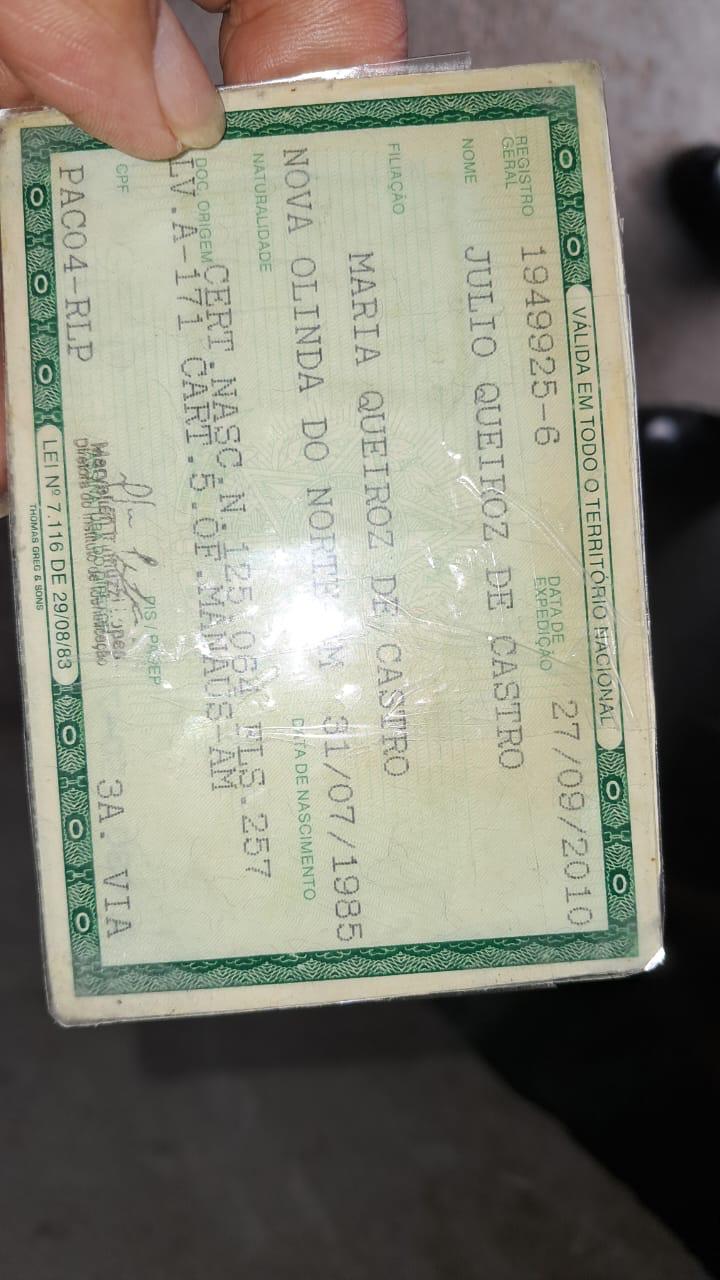 VÁLIDA EM TODO O TERRITÓRIO NACIONAL
REGISTRO GERAL 1949925-6 DATA DE EXPEDIÇÃO 27/09/2010
NOME JULIO QUEIROZ DE CASTRO
FILIAÇÃO
MARIA QUEIROZ DE CASTRO
NOVA OLINDA DO NORTE 31/07/1985
NATURALIDADE DATA DE NASCIMENTO
CERT.NASC.N. FLS.257
DOC. ORIGEM
LV.A-171 CART.5.OF.MANAUS-AM
CPF PIS / PASEP
PAC04-RLP 3A. VIA
LEI Nº 7.116 DE 29/08/83
THOMAS GREG & SONS